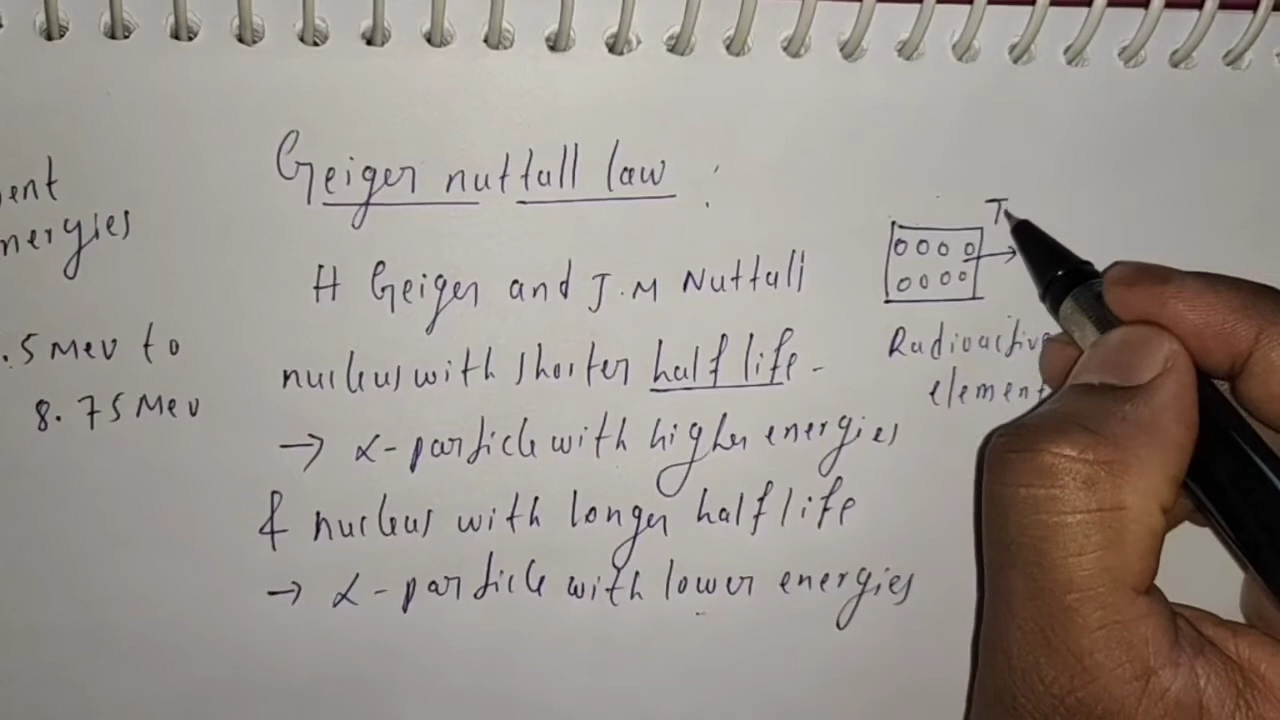 ent
nergies
.5 Mev to
8.75 Mev
Geiger nuttall law :
H Geiger and J.M Nuttall
nucleus with shorter half life -
→ α-particle with higher energies
& nucleus with longer half life
→ α-particle with lower energies
T
Radioactive
element